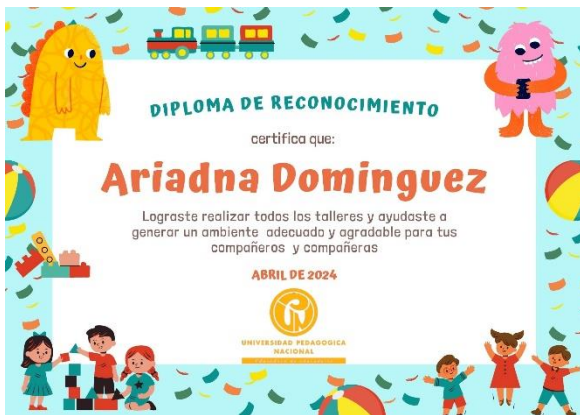 DIPLOMA DE RECONOCIMIENTO
certifica que:
Ariadna Dominguez
Lograste realizar todos los talleres y ayudaste a
generar un ambiente adecuado y agradable para tus
compañeros y compañeras
ABRIL DE 2024
UNIVERSIDAD PEDAGOGICA
NACIONAL